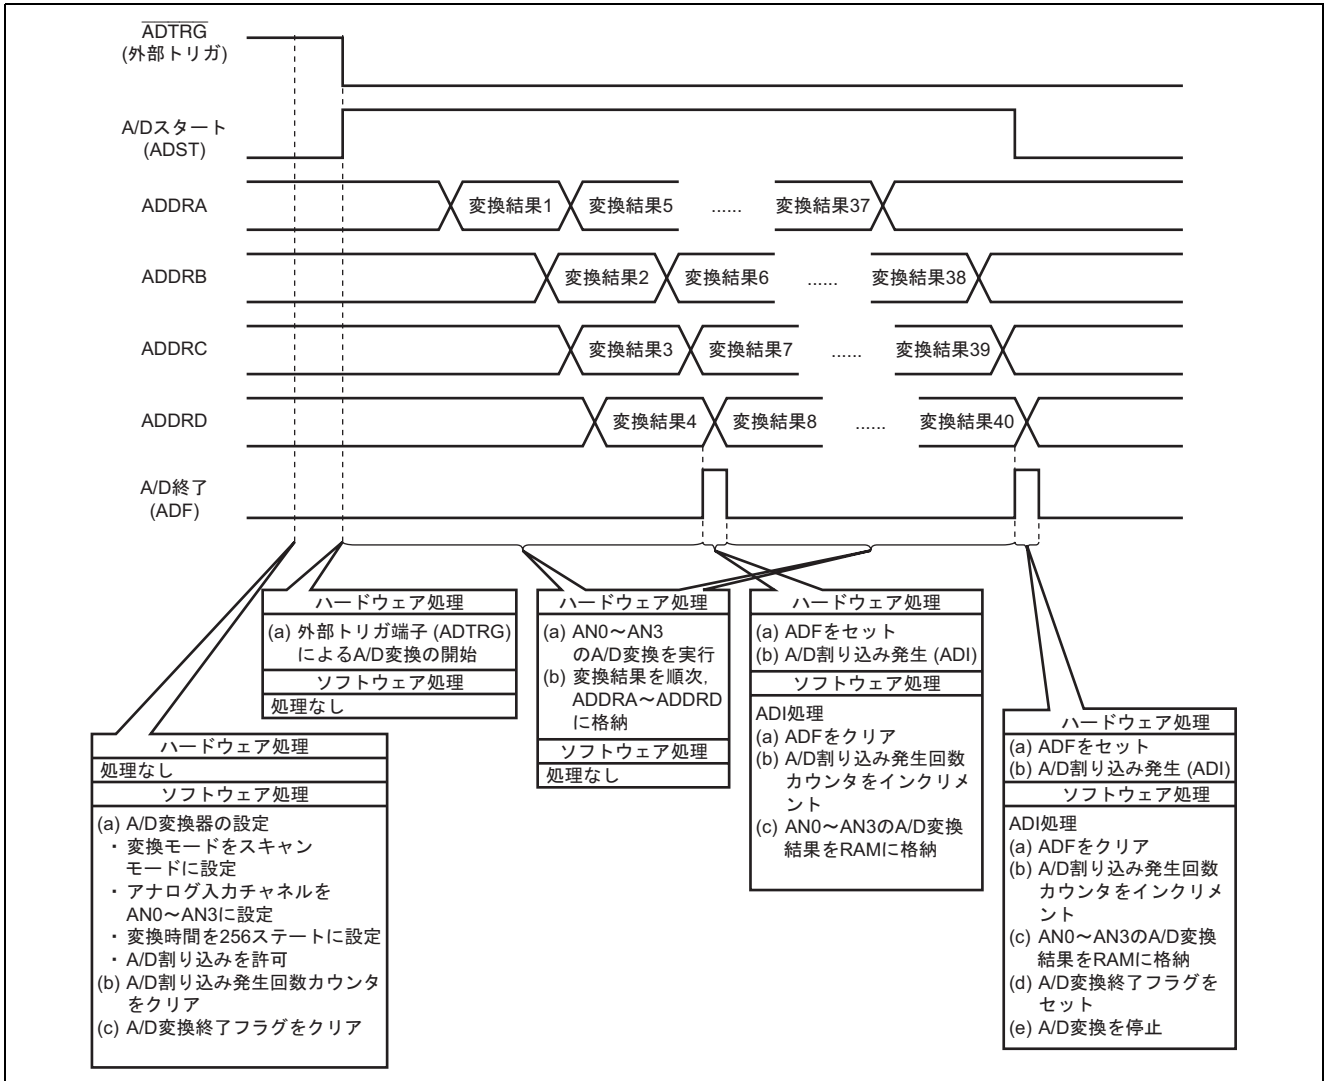 ADTRG
(外部トリガ)
A/Dスタート
(ADST)
ADDRA
変換結果1
変換結果5
......
変換結果37
ADDRB
変換結果2
変換結果6
......
変換結果38
ADDRC
変換結果3
変換結果7
......
変換結果39
ADDRD
変換結果4
変換結果8
......
変換結果40
A/D終了
(ADF)
ハードウェア処理
処理なし
ソフトウェア処理
(a) A/D変換器の設定
・変換モードをスキャン
モードに設定
・アナログ入力チャネルを
AN0～AN3に設定
・変換時間を256ステートに設定
・A/D割り込みを許可
(b) A/D割り込み発生回数カウンタ
をクリア
(c) A/D変換終了フラグをクリア
ハードウェア処理
(a) 外部トリガ端子 (ADTRG)
によるA/D変換の開始
ソフトウェア処理
処理なし
ハードウェア処理
(a) AN0～AN3
のA/D変換を実行
(b) 変換結果を順次,
ADDRA～ADDRD
に格納
ソフトウェア処理
処理なし
ハードウェア処理
(a) ADFをセット
(b) A/D割り込み発生 (ADI)
ソフトウェア処理
ADI処理
(a) ADFをクリア
(b) A/D割り込み発生回数
カウンタをインクリメ
ント
(c) AN0～AN3のA/D変換
結果をRAMに格納
ハードウェア処理
(a) ADFをセット
(b) A/D割り込み発生 (ADI)
ソフトウェア処理
ADI処理
(a) ADFをクリア
(b) A/D割り込み発生回数
カウンタをインクリメ
ント
(c) AN0～AN3のA/D変換
結果をRAMに格納
(d) A/D変換終了フラグを
セット
(e) A/D変換を停止